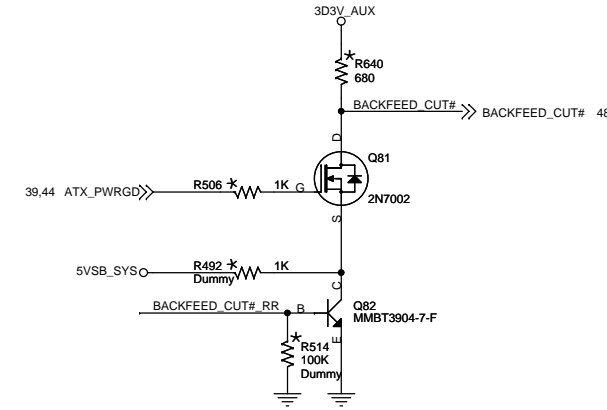 3D3V_AUX
* R640
680
BACKFEED_CUT#
BACKFEED_CUT# 48
D
Q81
39,44 ATX_PWRGD
R506 * 1K G
2N7002
S
5VSB_SYS
R492 * 1K
Dummy
C
BACKFEED_CUT#_RR B
Q82
MMBT3904-7-F
E
* R514
100K
Dummy